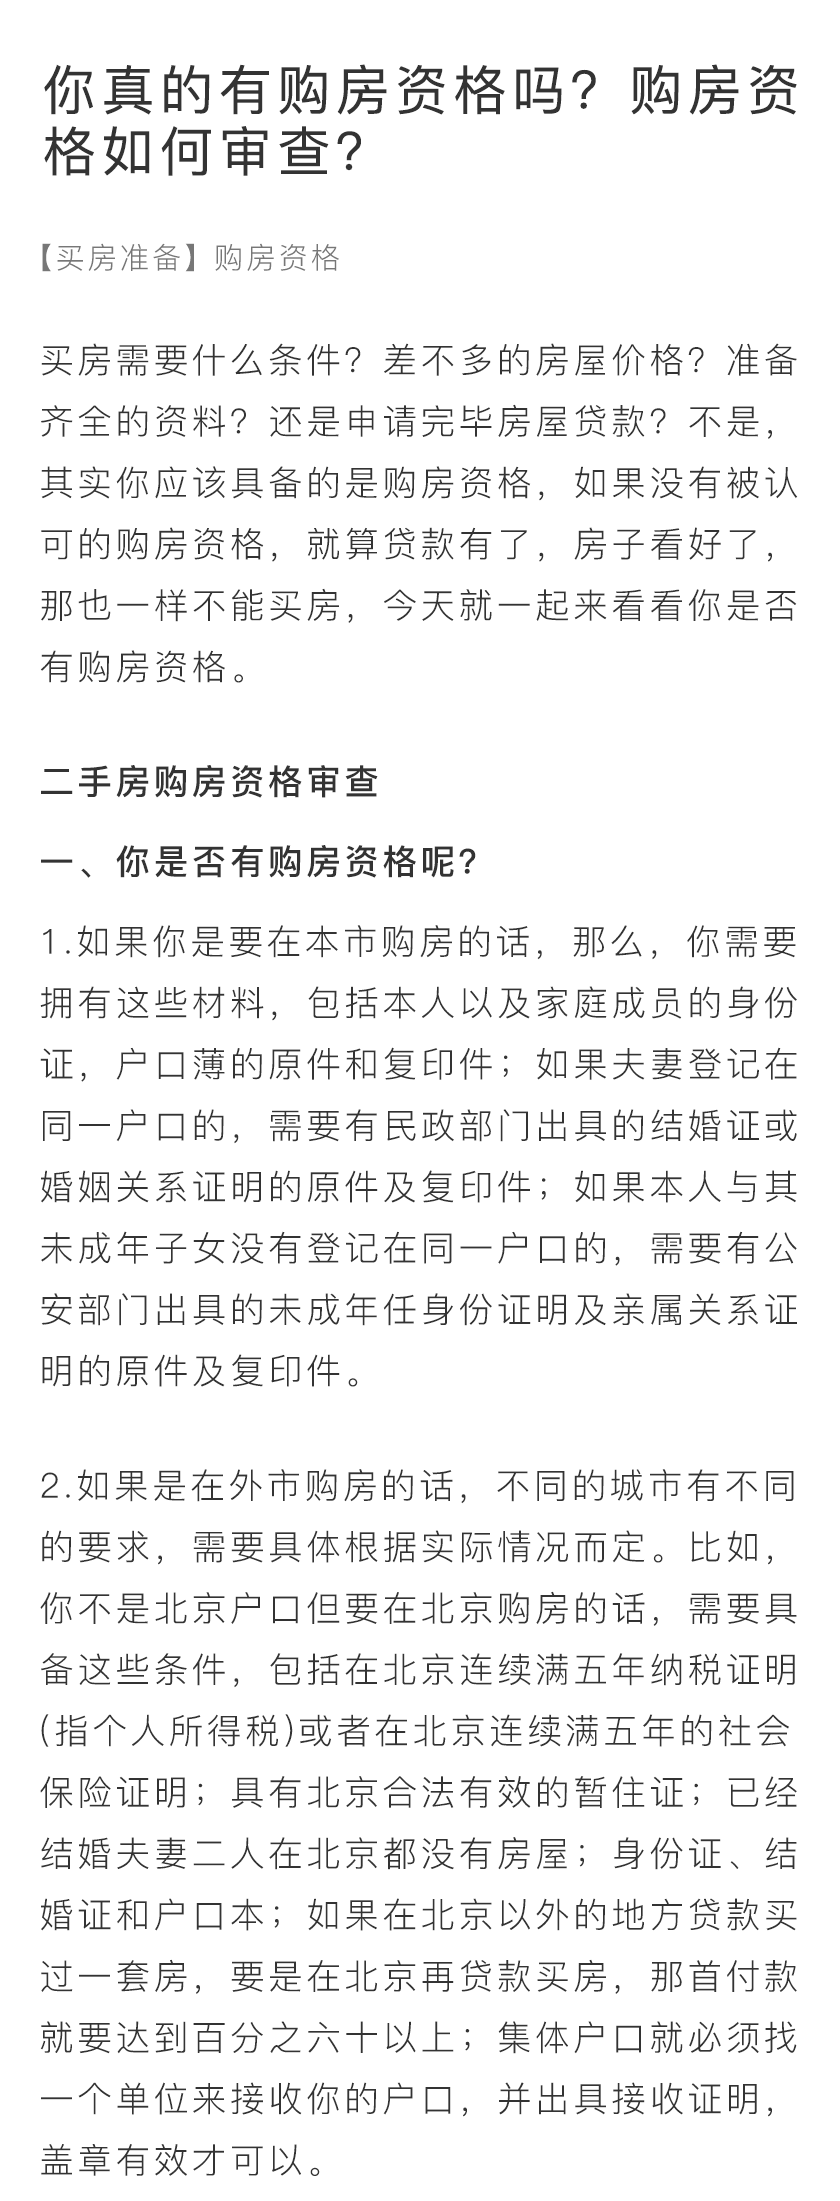 你真的有购房资格吗？购房资
格如何审查？
【买房准备】购房资格
买房需要什么条件？差不多的房屋价格？准备
齐全的资料？还是申请完毕房屋贷款？不是，
其实你应该具备的是购房资格，如果没有被认
可的购房资格，就算贷款有了，房子看好了，
那也一样不能买房，今天就一起来看看你是否
有购房资格。
二手房购房资格审查
一、你是否有购房资格呢？
1.如果你是要在本市购房的话，那么，你需要
拥有这些材料，包括本人以及家庭成员的身份
证，户口薄的原件和复印件；如果夫妻登记在
同一户口的，需要有民政部门出具的结婚证或
婚姻关系证明的原件及复印件；如果本人与其
未成年子女没有登记在同一户口的，需要有公
安部门出具的未成年任身份证明及亲属关系证
明的原件及复印件。
2.如果是在外市购房的话，不同的城市有不同
的要求，需要具体根据实际情况而定。比如，
你不是北京户口但要在北京购房的话，需要具
备这些条件，包括在北京连续满五年纳税证明
(指个人所得税)或者在北京连续满五年的社会
保险证明；具有北京合法有效的暂住证；已经
结婚夫妻二人在北京都没有房屋；身份证、结
婚证和户口本；如果在北京以外的地方贷款买
过一套房，要是在北京再贷款买房，那首付款
就要达到百分之六十以上；集体户口就必须找
一个单位来接收你的户口，并出具接收证明，
盖章有效才可以。